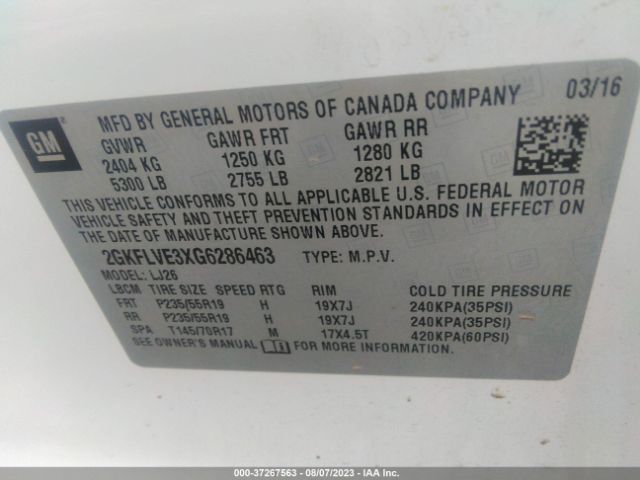 GM
MFD BY GENERAL MOTORS OF CANADA COMPANY 03/16
GVWR GAWR FRT GAWR RR
2404 KG 1250 KG 1280 KG
5300 LB 2755 LB 2821 LB
THIS VEHICLE CONFORMS TO ALL APPLICABLE U.S. FEDERAL MOTOR
VEHICLE SAFETY AND THEFT PREVENTION STANDARDS IN EFFECT ON
THE DATE OF MANUFACTURE SHOWN ABOVE.
2GKFLVE3XG6286463 TYPE: M.P.V.
MODEL: LJ26
LBCM TIRE SIZE SPEED RTG RIM COLD TIRE PRESSURE
FRT P235/55R19 H 19X7J 240KPA(35PSI)
RR P235/55R19 H 19X7J 240KPA(35PSI)
SPA T145/70R17 M 17X4.5T 420KPA(60PSI)
SEE OWNER'S MANUAL FOR MORE INFORMATION.
000-37267563 - 08/07/2023 - IAA Inc.